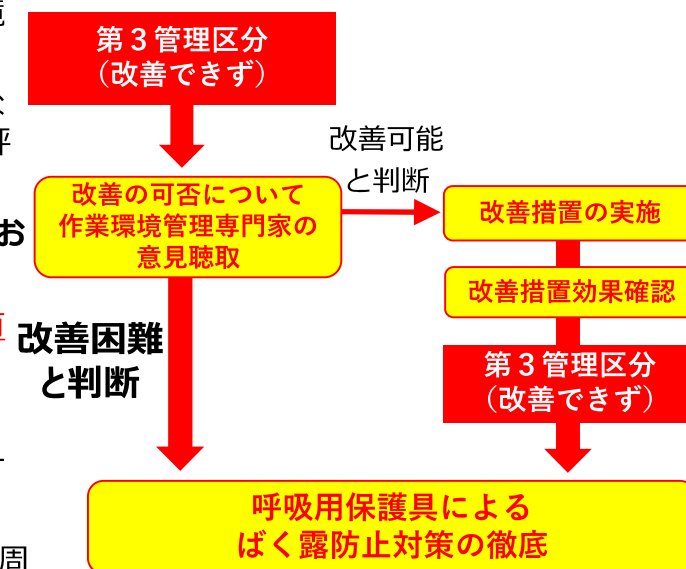 第３管理区分
（改善できず）
改善可能
と判断
改善の可否について
作業環境管理専門家の
意見聴取
改善措置の実施
お
改善措置効果確認
改善困難
と判断
第３管理区分
（改善できず）
呼吸用保護具による
ばく露防止対策の徹底
周